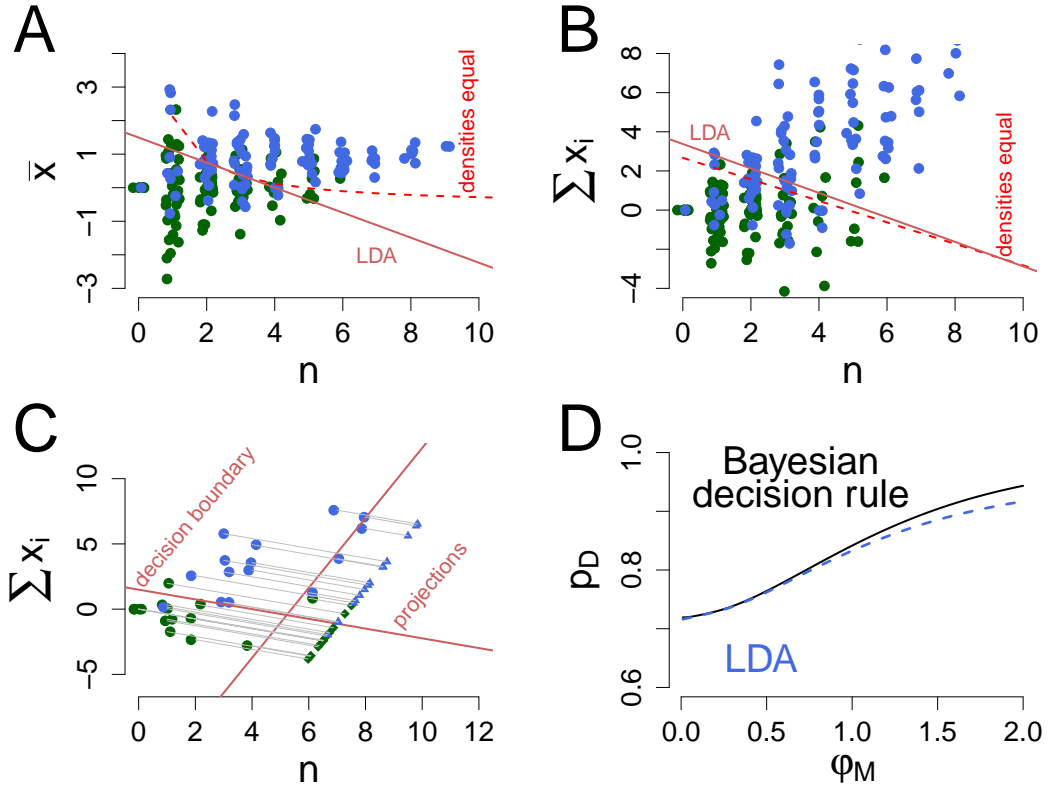 A
3
1
−1
−3
x̅
densities equal
LDA
0 2 4 6 8 10
n
B
8
6
4
2
0
−4
∑ xi
LDA
densities equal
0 2 4 6 8 10
n
C
10
5
0
−5
∑ xi
decision boundary
projections
0 2 4 6 8 10 12
n
D
1.0
0.8
0.6
pD
Bayesian
decision rule
LDA
0.0 0.5 1.0 1.5 2.0
φM